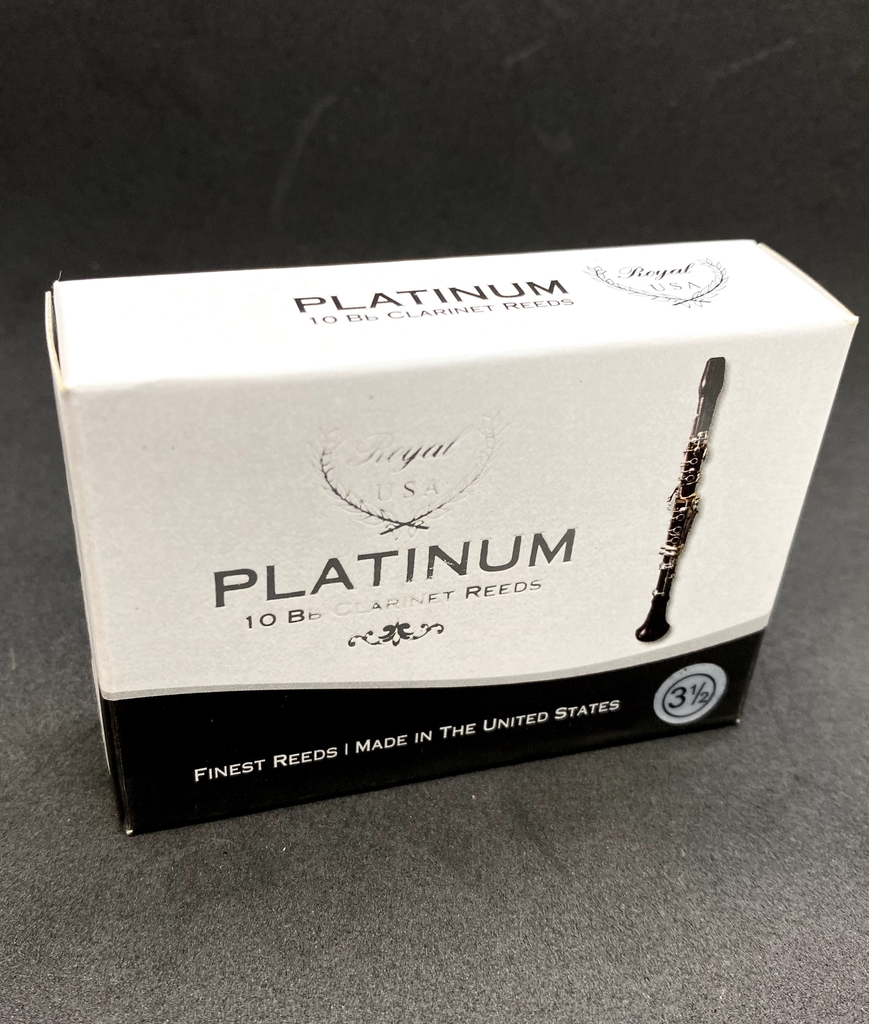 PLATINUM
10 B♭ CLARINET REEDS
Royal
USA
Royal
USA
PLATINUM
10 B♭ CLARINET REEDS
3½
FINEST REEDS | MADE IN THE UNITED STATES